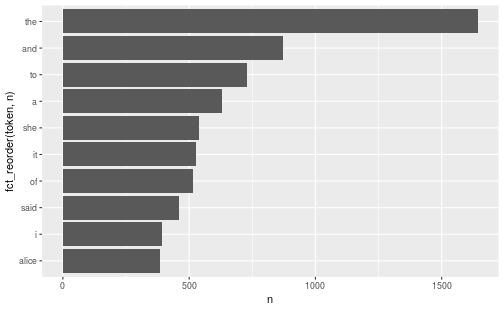 the
and
to
a
she
it
of
said
i
alice
fct_reorder(token, n)
0 500 1000 1500
n